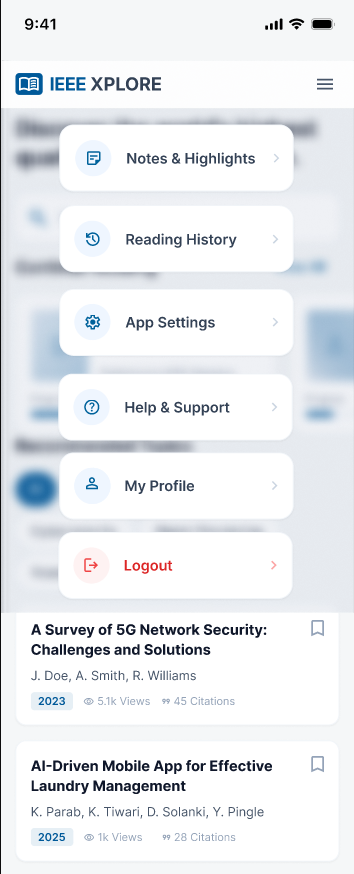 9:41
IEEE XPLORE
Notes & Highlights
Reading History
App Settings
Help & Support
My Profile
Logout
A Survey of 5G Network Security:
Challenges and Solutions
J. Doe, A. Smith, R. Williams
2023 5.1k Views 45 Citations
AI-Driven Mobile App for Effective
Laundry Management
K. Parab, K. Tiwari, D. Solanki, Y. Pingle
2025 1k Views 28 Citations